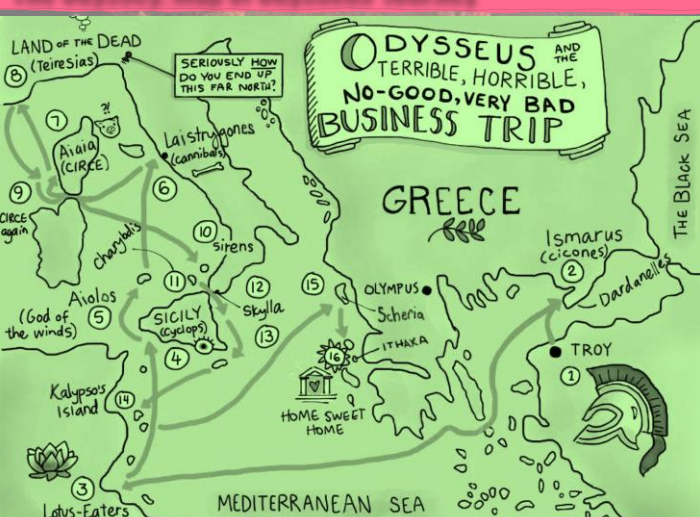 ODYSSEUS AND THE
TERRIBLE, HORRIBLE,
NO-GOOD, VERY BAD
BUSINESS TRIP
LAND OF THE DEAD
(Teiresias)
8
SERIOUSLY HOW
DO YOU END UP
THIS FAR NORTH?
7
?!
Aiaia
(CIRCE)
Laistrygones
(cannibals)
6
9
CIRCE
again
Charybdis
10
Sirens
11
12
Skylla
13
Aiolos
(God of
the winds)
5
SICILY
(cyclops)
4
Kalypso's
Island
14
3
Lotus-Eaters
15
Scheria
OLYMPUS
ITHAKA
16
HOME SWEET
HOME
GREECE
THE BLACK SEA
Ismarus
(cicones)
2
Dardanelles
TROY
1
MEDITERRANEAN SEA